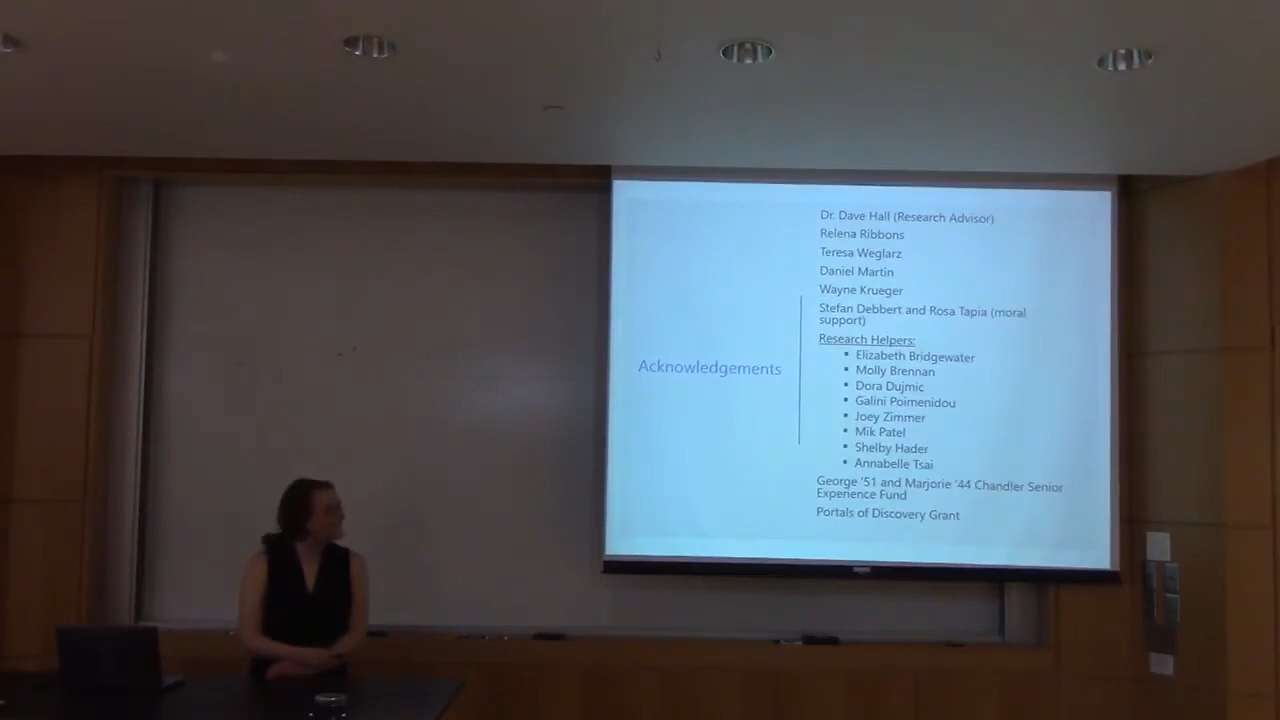 Acknowledgements
Dr. Dave Hall (Research Advisor)
Relena Ribbons
Teresa Weglarz
Daniel Martin
Wayne Krueger
Stefan Debbert and Rosa Tapia (moral
support)
Research Helpers:
▪ Elizabeth Bridgewater
▪ Molly Brennan
▪ Dora Dujmic
▪ Galini Poimenidou
▪ Joey Zimmer
▪ Mik Patel
▪ Shelby Hader
▪ Annabelle Tsai
George '51 and Marjorie '44 Chandler Senior
Experience Fund
Portals of Discovery Grant